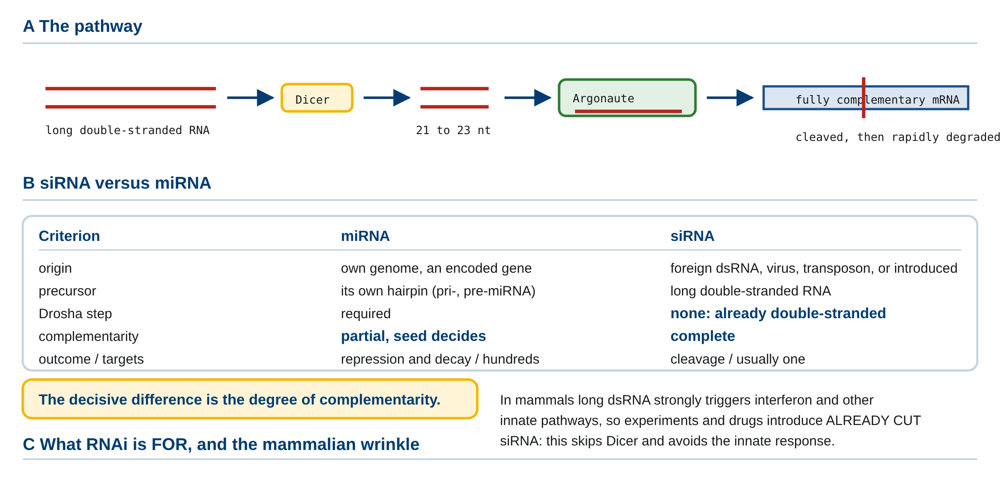 A The pathway
Dicer
Argonaute
fully complementary mRNA
long double-stranded RNA
21 to 23 nt
cleaved, then rapidly degraded
B siRNA versus miRNA
Criterion miRNA siRNA
origin own genome, an encoded gene foreign dsRNA, virus, transposon, or introduced
precursor its own hairpin (pri-, pre-miRNA) long double-stranded RNA
Drosha step required none: already double-stranded
complementarity partial, seed decides complete
outcome / targets repression and decay / hundreds cleavage / usually one
The decisive difference is the degree of complementarity.
In mammals long dsRNA strongly triggers interferon and other
innate pathways, so experiments and drugs introduce ALREADY CUT
siRNA: this skips Dicer and avoids the innate response.
C What RNAi is FOR, and the mammalian wrinkle